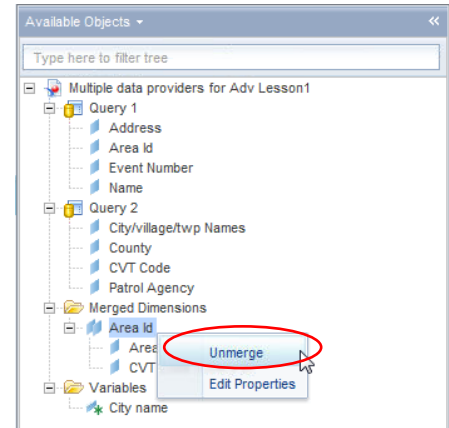 Available Objects
Type here to filter tree
Multiple data providers for Adv Lesson1
Query 1
Address
Area Id
Event Number
Name
Query 2
City/village/twp Names
County
CVT Code
Patrol Agency
Merged Dimensions
Area Id
Area
Unmerge
CVT
Edit Properties
Variables
City name